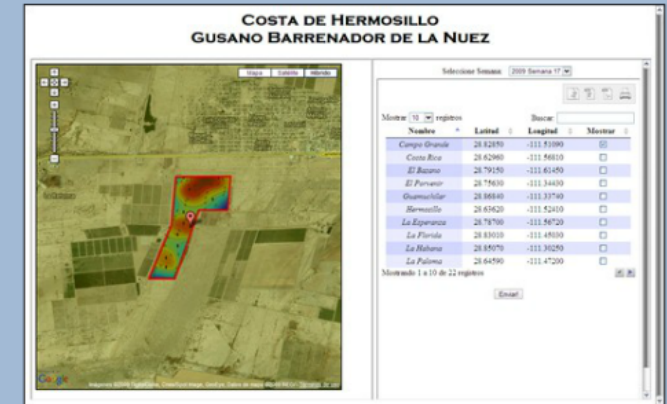 COSTA DE HERMOSILLO
GUSANO BARRENADOR DE LA NUEZ
Mapa Satélite Híbrido
Seleccione Semana 2009 Semana 17
Mostrar 10 registros Buscar:
Nombre Latitud Longitud Mostrar
Campo Grande 28.82850 -111.51090
Costa Rica 28.62960 -111.56810
El Bazano 28.79150 -111.61450
El Porvenir 28.75630 -111.34430
Guamuchilar 28.86840 -111.33740
Hermosillo 28.63620 -111.52410
La Esperanza 28.78700 -111.56720
La Florida 28.83010 -111.45030
La Habana 28.85070 -111.30250
La Paloma 28.64590 -111.47200
Mostrando 1 a 10 de 22 registros
Enviar!
La Paloma
Google